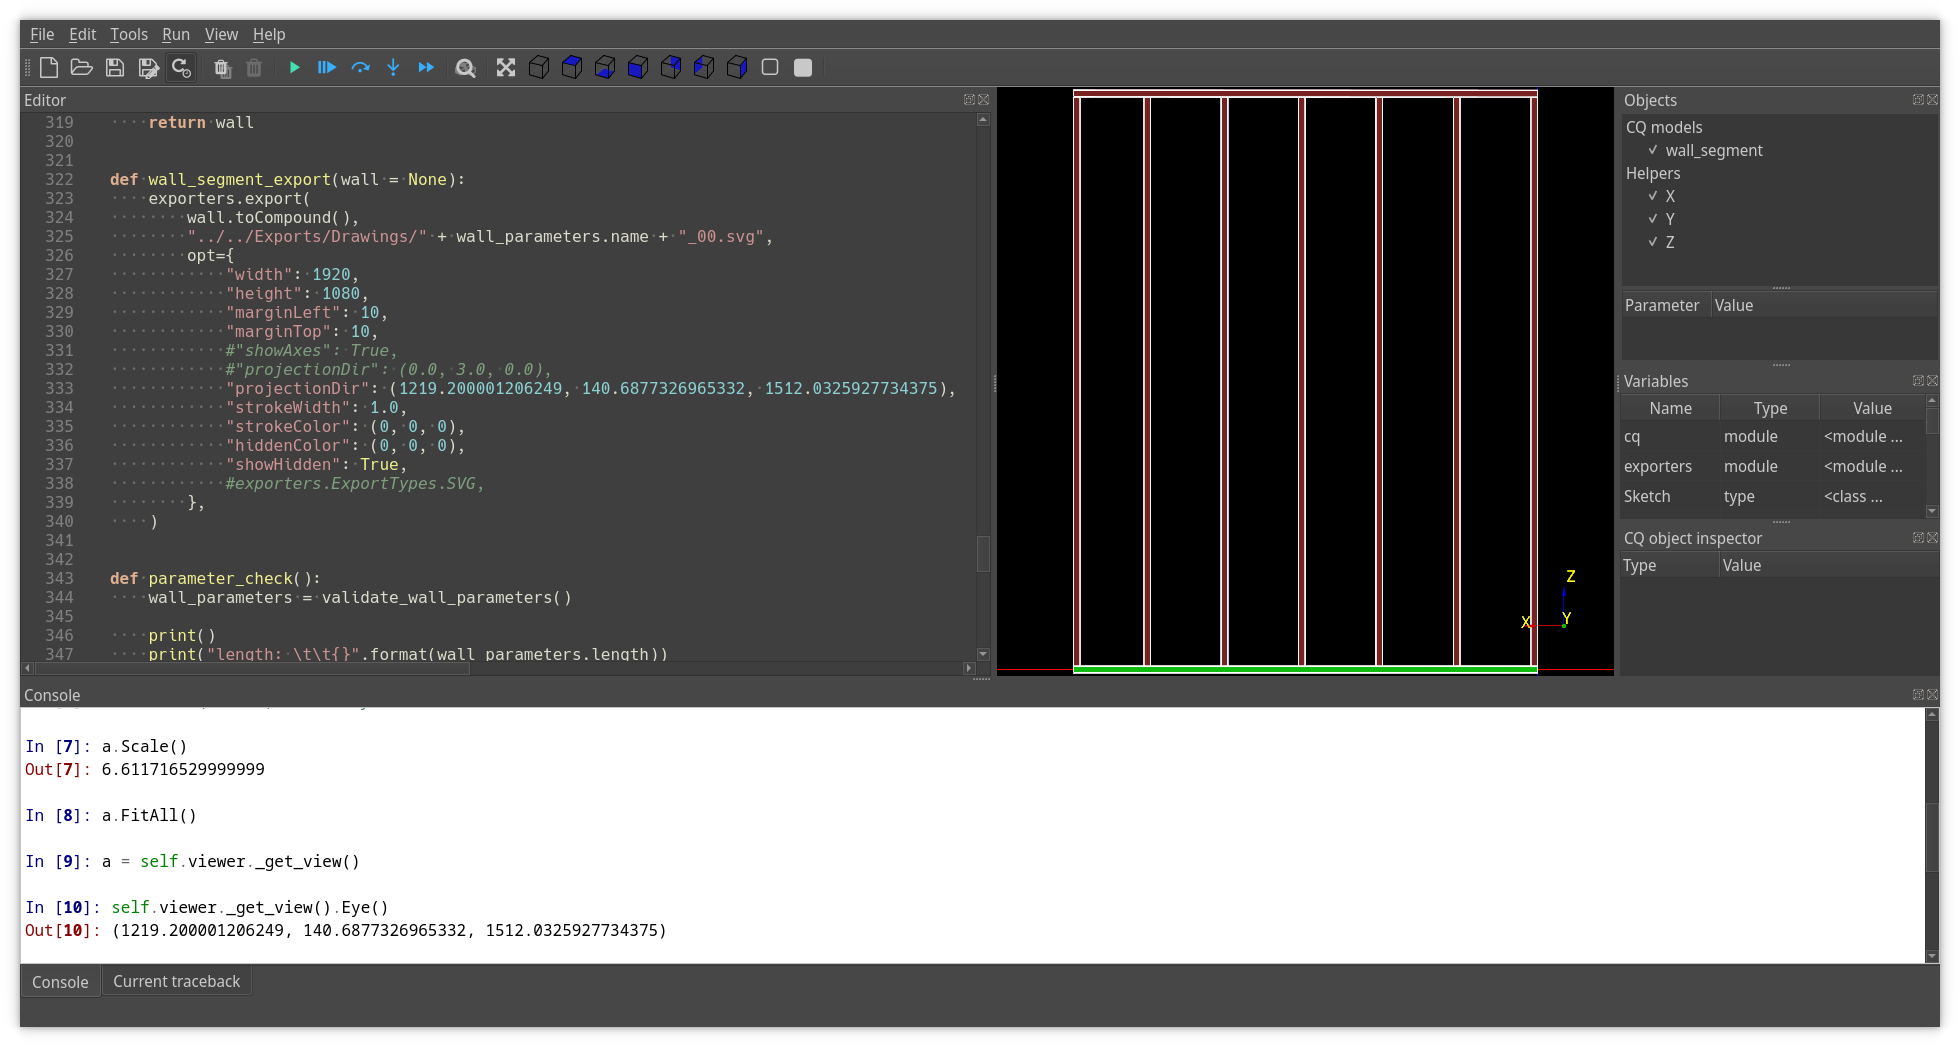 File Edit Tools Run View Help
Editor
319 return wall
320
321
322 def wall_segment_export(wall = None):
323 exporters.export(
324 wall.toCompound(),
325 "../../Exports/Drawings/" + wall_parameters.name + "_00.svg",
326 opt={
327 "width": 1920,
328 "height": 1080,
329 "marginLeft": 10,
330 "marginTop": 10,
331 #"showAxes": True,
332 #"projectionDir": (0.0, 3.0, 0.0),
333 "projectionDir": (1219.200001206249, 140.6877326965332, 1512.0325927734375),
334 "strokeWidth": 1.0,
335 "strokeColor": (0, 0, 0),
336 "hiddenColor": (0, 0, 0),
337 "showHidden": True,
338 #exporters.ExportTypes.SVG,
339 },
340 )
341
342
343 def parameter_check():
344 wall_parameters = validate_wall_parameters()
345
346 print()
347 print("length: \t\t{}".format(wall_parameters.length))
Z
X
Y
Objects
CQ models
wall_segment
Helpers
X
Y
Z
Parameter Value
Variables
Name Type Value
cq module <module ...
exporters module <module ...
Sketch type <class ...
CQ object inspector
Type Value
Console
In [7]: a.Scale()
Out[7]: 6.611716529999999
In [8]: a.FitAll()
In [9]: a = self.viewer._get_view()
In [10]: self.viewer._get_view().Eye()
Out[10]: (1219.200001206249, 140.6877326965332, 1512.0325927734375)
Console Current traceback